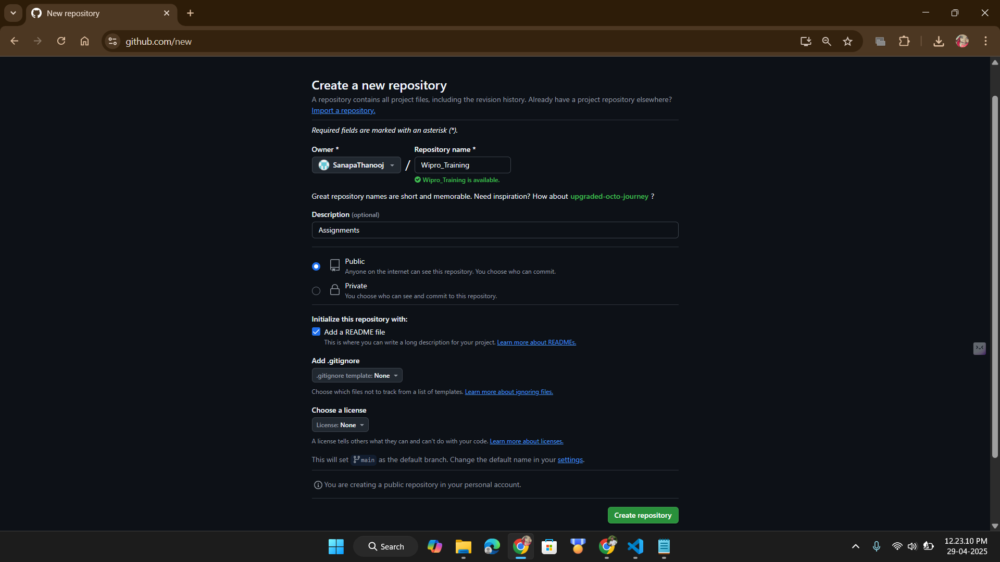 New repository
github.com/new
Create a new repository
A repository contains all project files, including the revision history. Already have a project repository elsewhere?
Import a repository.
Required fields are marked with an asterisk (*).
Owner *
Repository name *
SanapaThanooj
/
Wipro_Training
Wipro_Training is available.
Great repository names are short and memorable. Need inspiration? How about upgraded-octo-journey ?
Description (optional)
Assignments
Public
Anyone on the internet can see this repository. You choose who can commit.
Private
You choose who can see and commit to this repository.
Initialize this repository with:
Add a README file
This is where you can write a long description for your project. Learn more about READMEs.
Add .gitignore
.gitignore template: None
Choose which files not to track from a list of templates. Learn more about ignoring files.
Choose a license
License: None
A license tells others what they can and can't do with your code. Learn more about licenses.
This will set main as the default branch. Change the default name in your settings.
You are creating a public repository in your personal account.
Create repository
Search
12.23.10 PM
29-04-2025